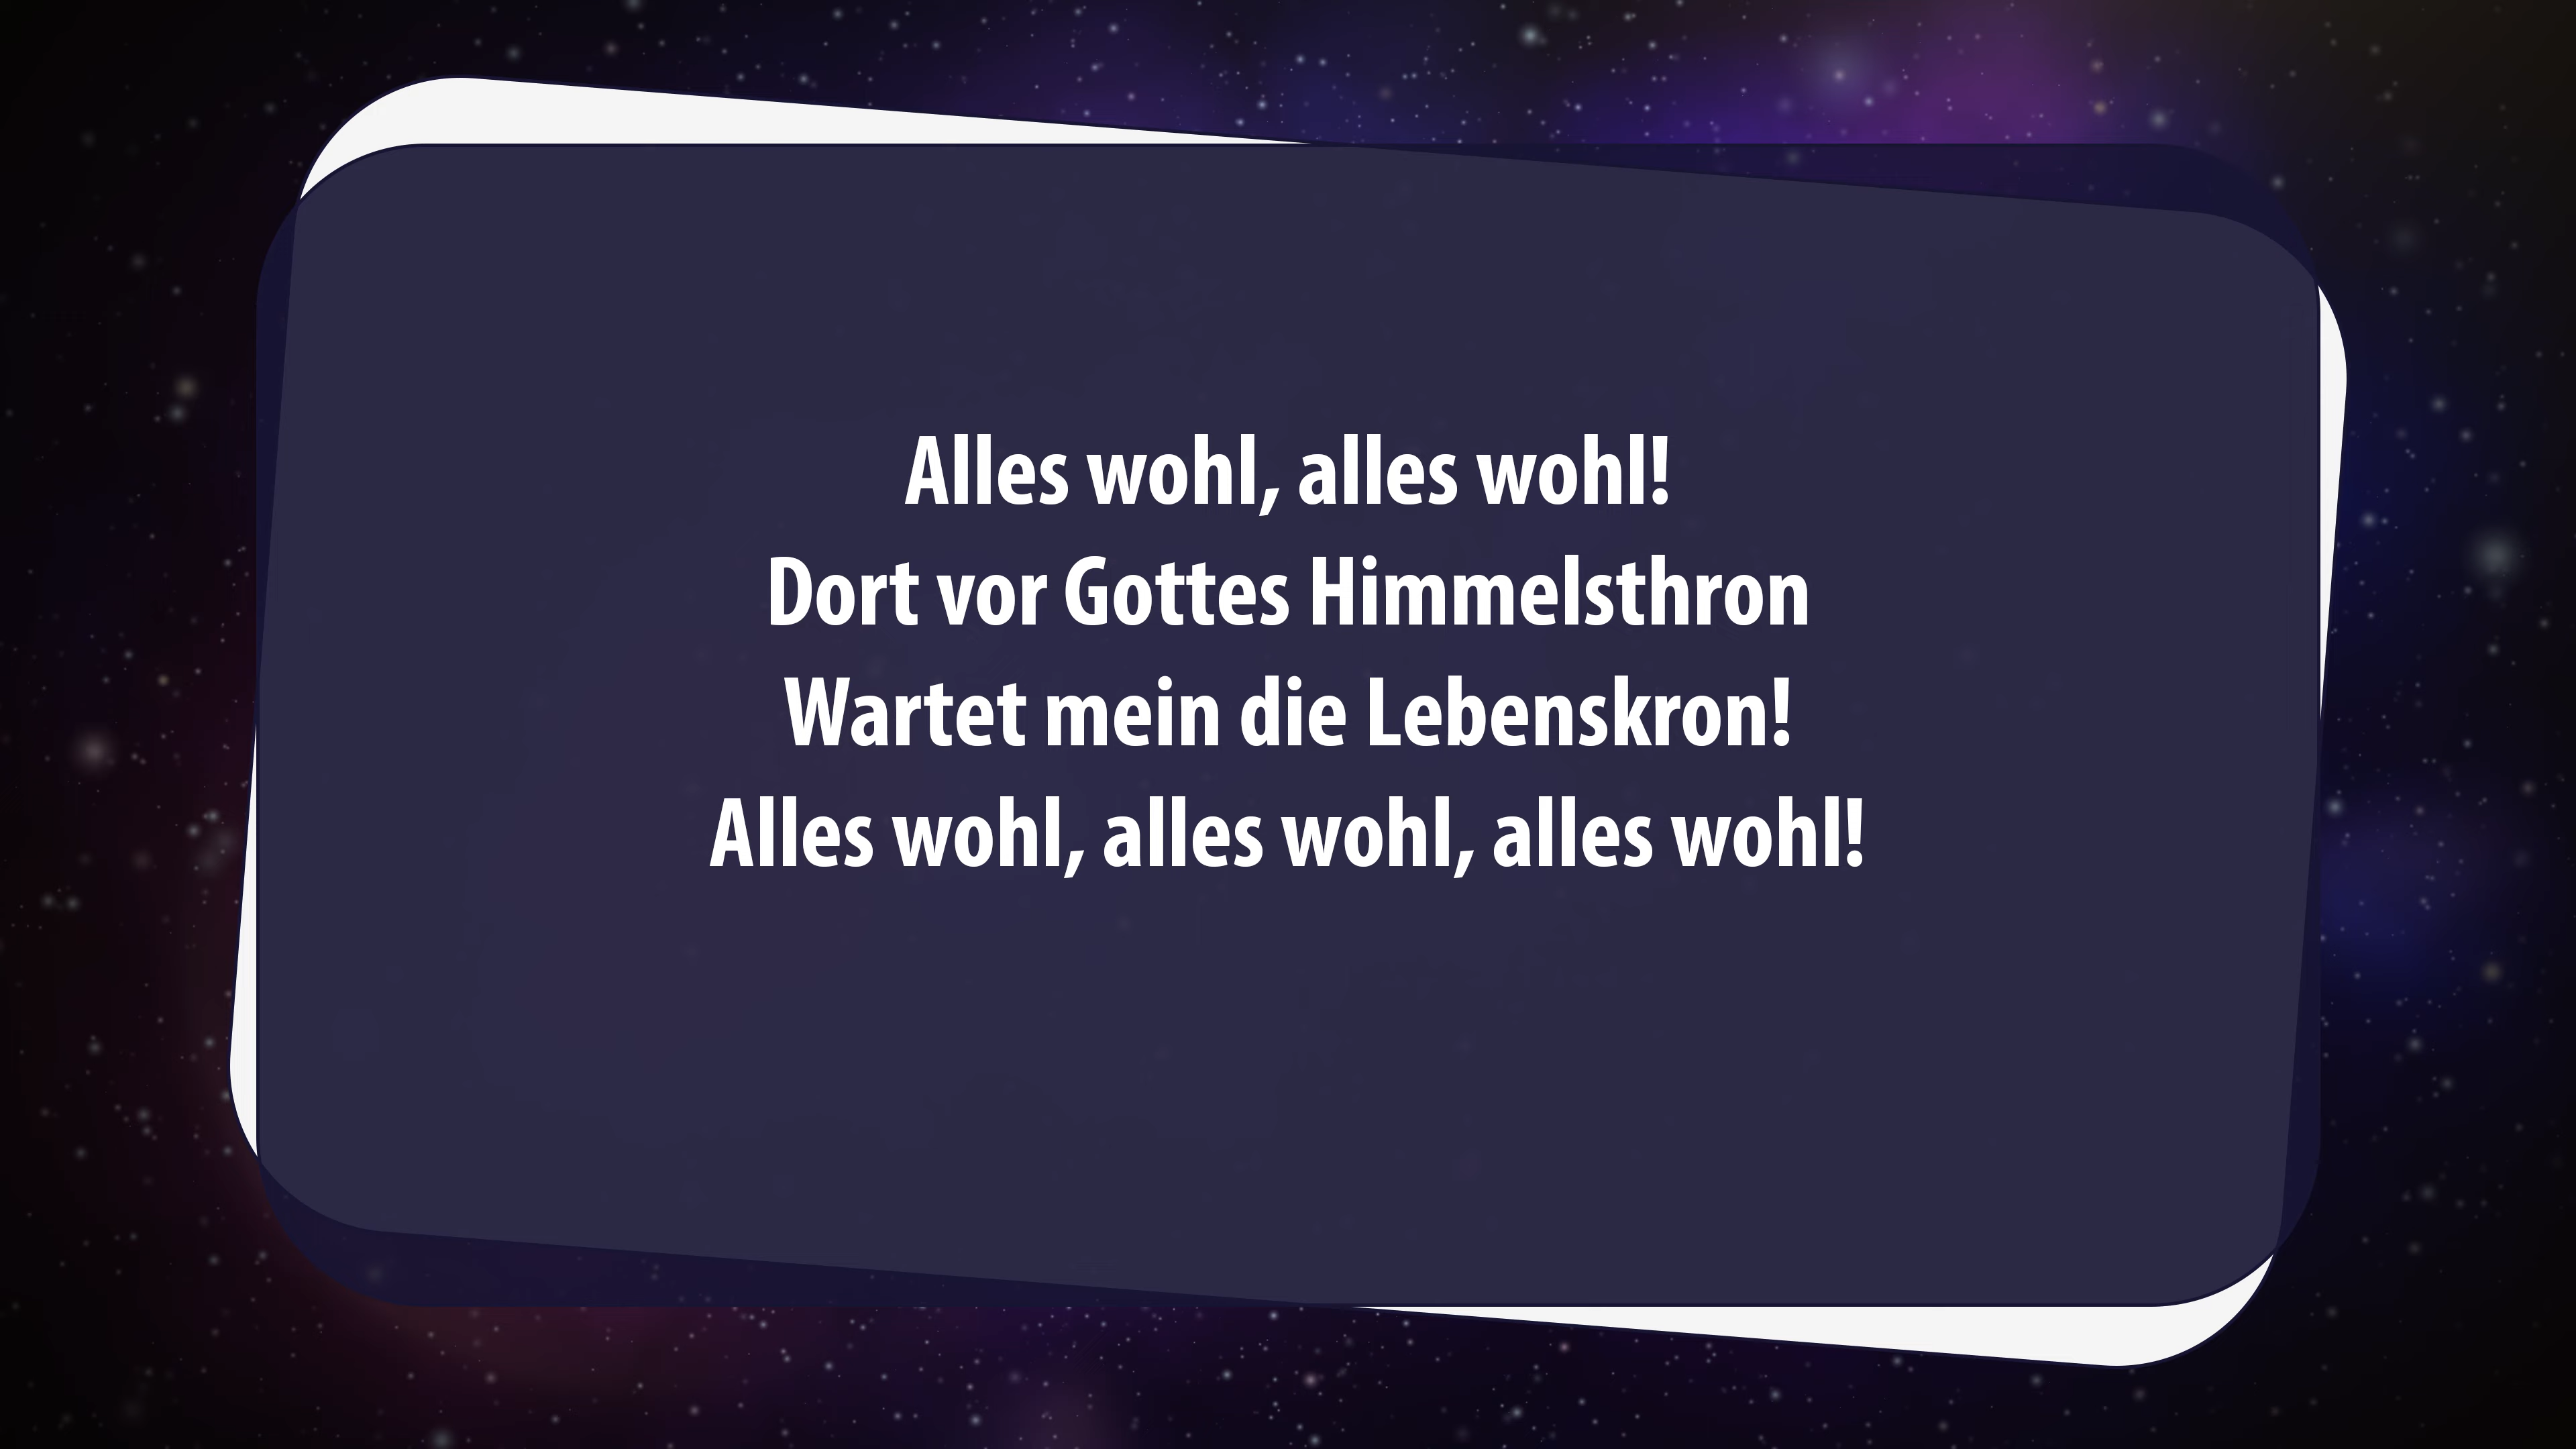 Alles wohl, alles wohl!
Dort vor Gottes Himmelsthron
Wartet mein die Lebenskron!
Alles wohl, alles wohl, alles wohl!